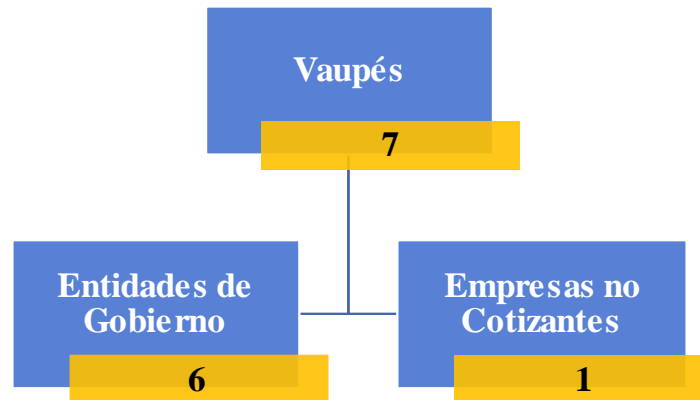 Vaupés
7
Entidades de
Gobierno
6
Empresas no
Cotizantes
1